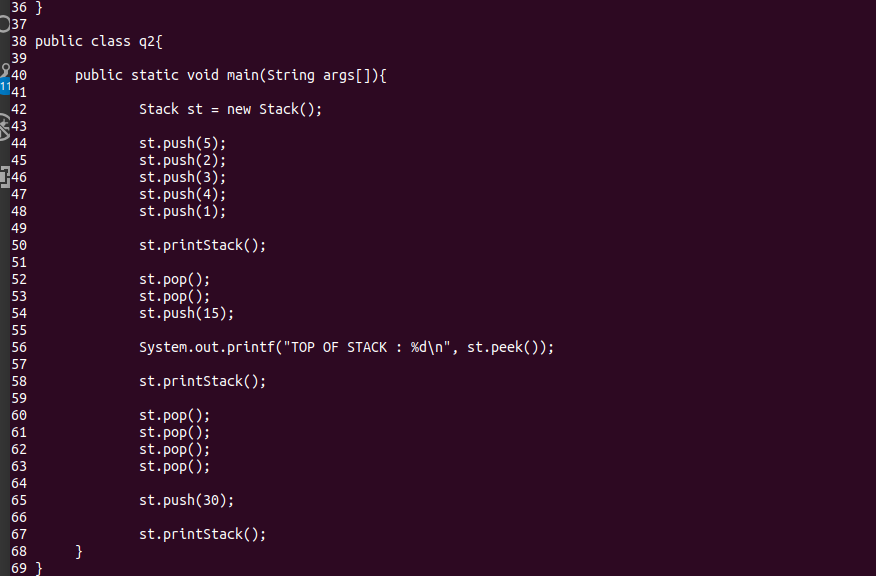 36 }
37
38 public class q2{
39
40 public static void main(String args[]){
41
42 Stack st = new Stack();
43
44 st.push(5);
45 st.push(2);
46 st.push(3);
47 st.push(4);
48 st.push(1);
49
50 st.printStack();
51
52 st.pop();
53 st.pop();
54 st.push(15);
55
56 System.out.printf("TOP OF STACK : %d\n", st.peek());
57
58 st.printStack();
59
60 st.pop();
61 st.pop();
62 st.pop();
63 st.pop();
64
65 st.push(30);
66
67 st.printStack();
68 }
69 }
11